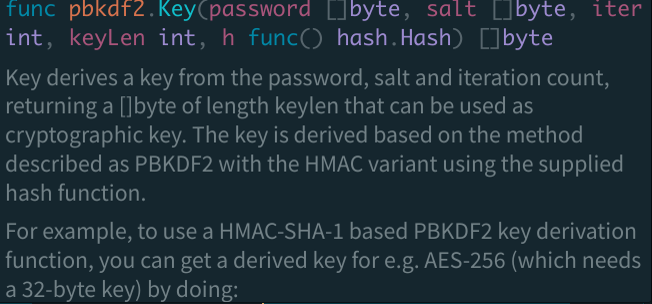 func pbkdf2.Key(password []byte, salt []byte, iter
int, keyLen int, h func() hash.Hash) []byte
Key derives a key from the password, salt and iteration count,
returning a []byte of length keylen that can be used as
cryptographic key. The key is derived based on the method
described as PBKDF2 with the HMAC variant using the supplied
hash function.
For example, to use a HMAC-SHA-1 based PBKDF2 key derivation
function, you can get a derived key for e.g. AES-256 (which needs
a 32-byte key) by doing: